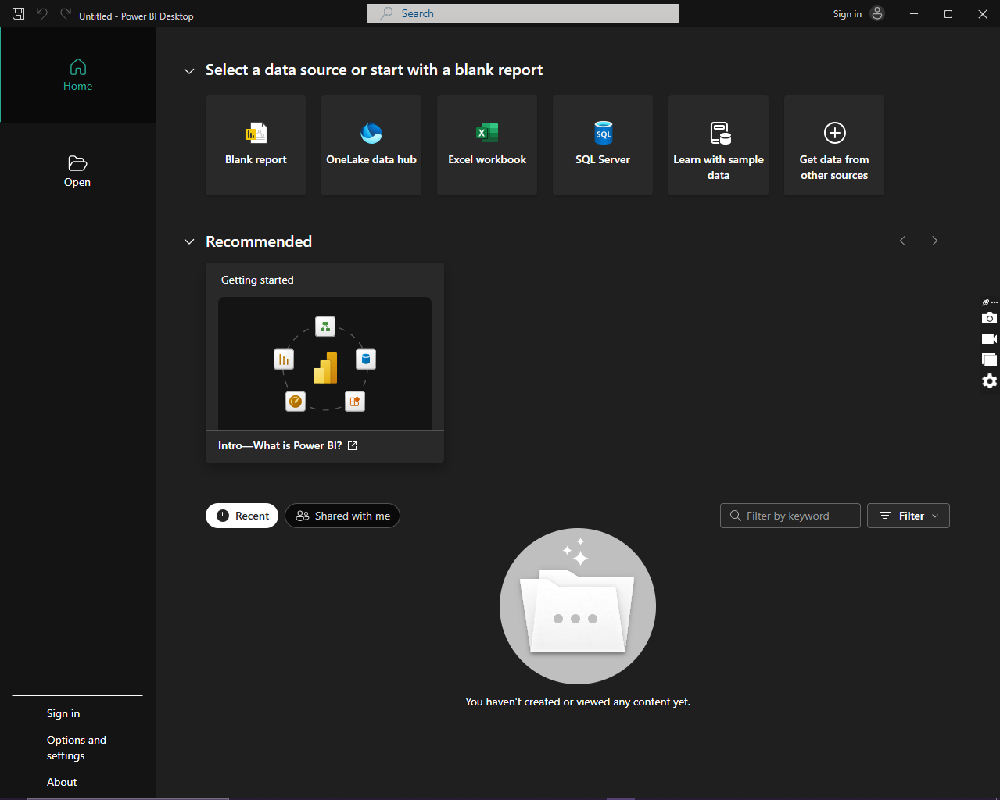 Untitled - Power BI Desktop
Search
Sign in
Home
Open
Select a data source or start with a blank report
Blank report
OneLake data hub
Excel workbook
SQL
SQL Server
Learn with sample
data
Get data from
other sources
Recommended
Getting started
Intro—What is Power BI?
Recent
Shared with me
Filter by keyword
Filter
You haven't created or viewed any content yet.
Sign in
Options and
settings
About